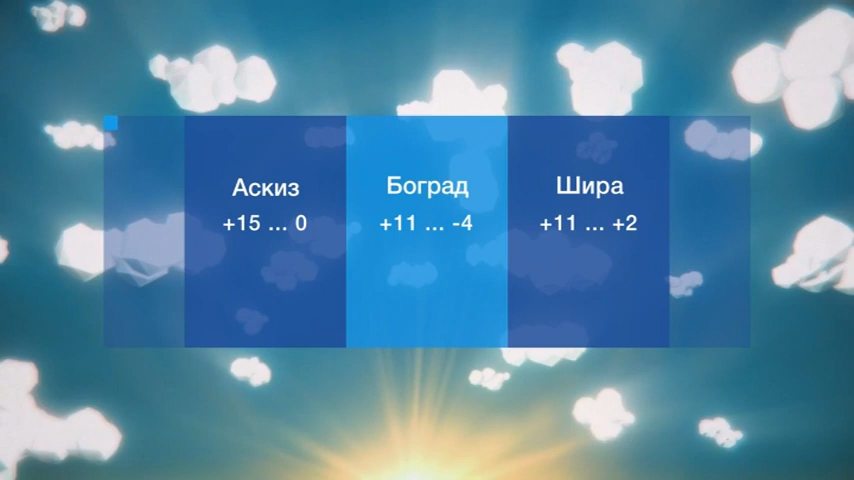 Аскиз
+15 ... 0
Боград
+11 ... -4
Шира
+11 ... +2